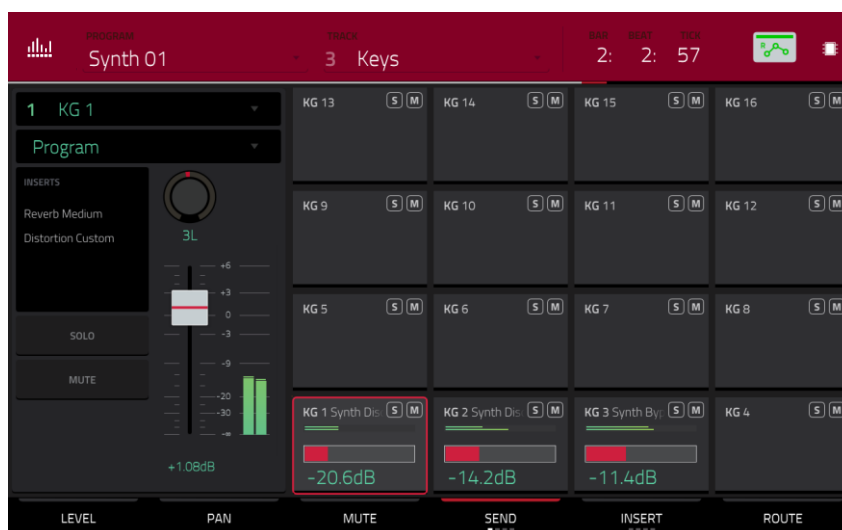 PROGRAM
Synth 01
TRACK
3 Keys
BAR BEAT TICK
2: 2: 57
1 KG 1
Program
INSERTS
Reverb Medium
Distortion Custom
3L
+6
+3
0
-3
-9
-20
-30
-∞
+1.08dB
SOLO
MUTE
KG 13 S M
KG 14 S M
KG 15 S M
KG 16 S M
KG 9 S M
KG 10 S M
KG 11 S M
KG 12 S M
KG 5 S M
KG 6 S M
KG 7 S M
KG 8 S M
KG 1 Synth Dis S M
-20.6dB
KG 2 Synth Dis S M
-14.2dB
KG 3 Synth Byp S M
-11.4dB
KG 4 S M
LEVEL PAN MUTE SEND INSERT ROUTE